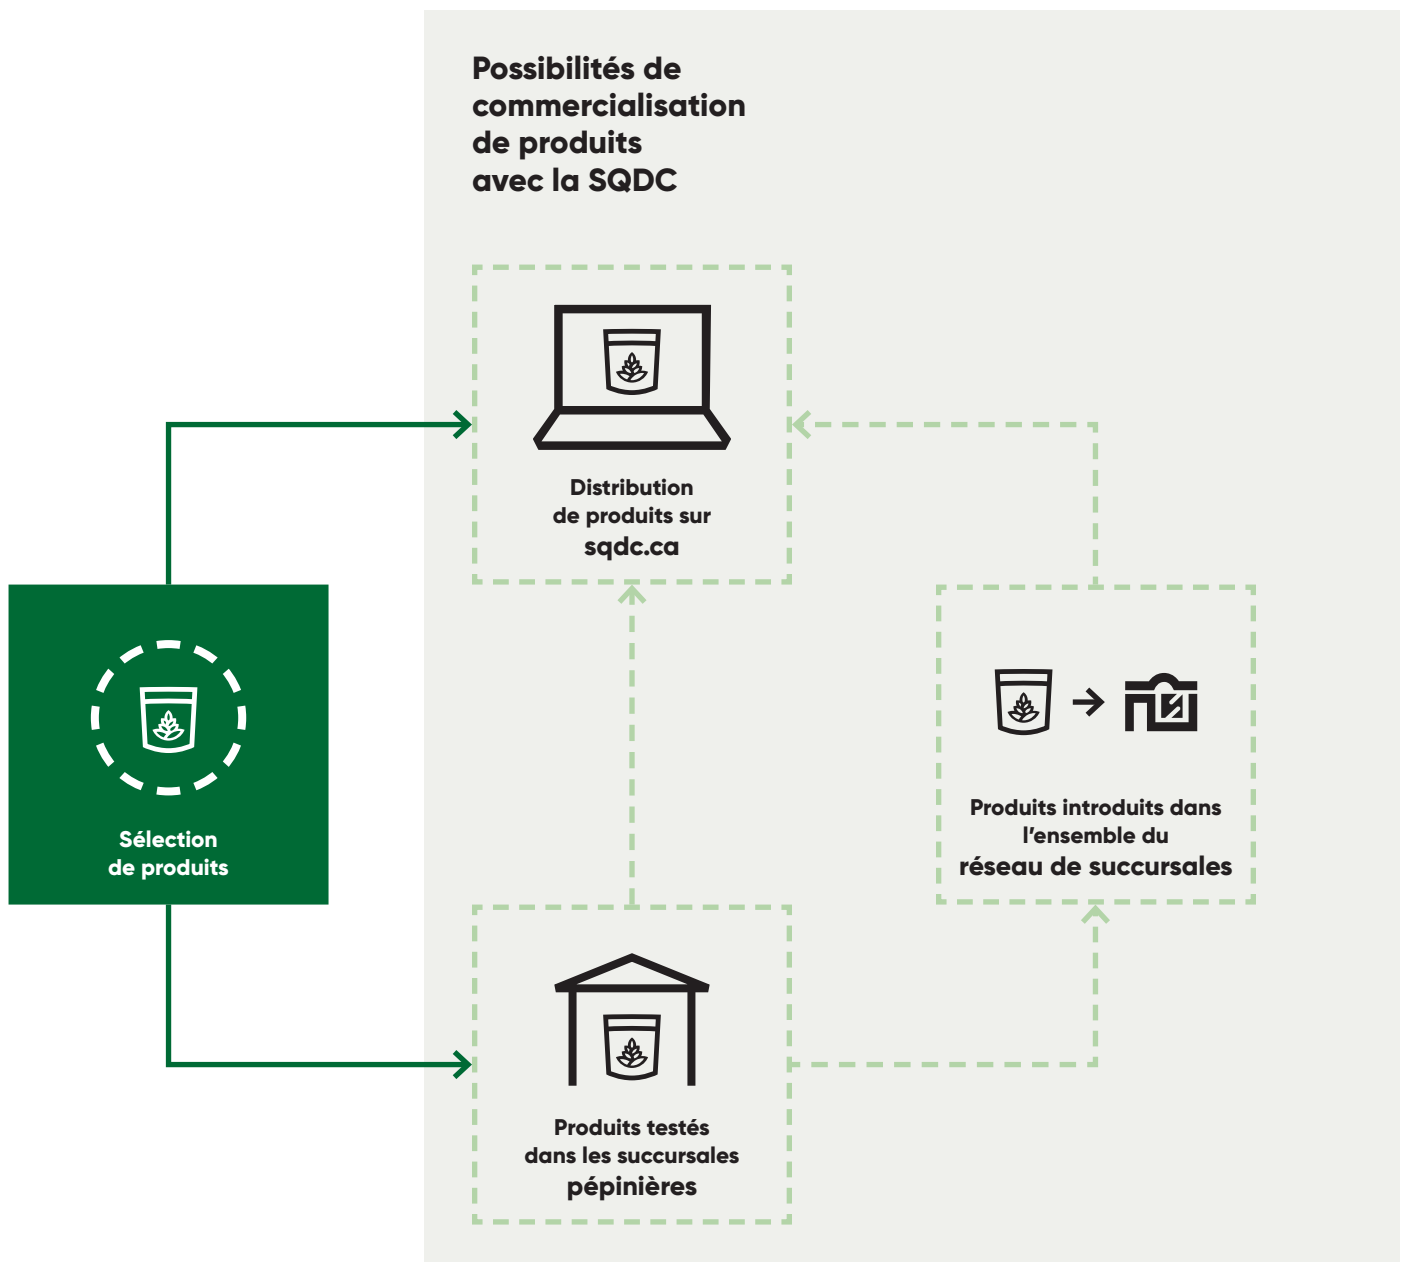 Possibilités de
commercialisation
de produits
avec la SQDC
Distribution
de produits sur
sqdc.ca
Sélection
de produits
Produits introduits dans
l’ensemble du
réseau de succursales
Produits testés
dans les succursales
pépinières